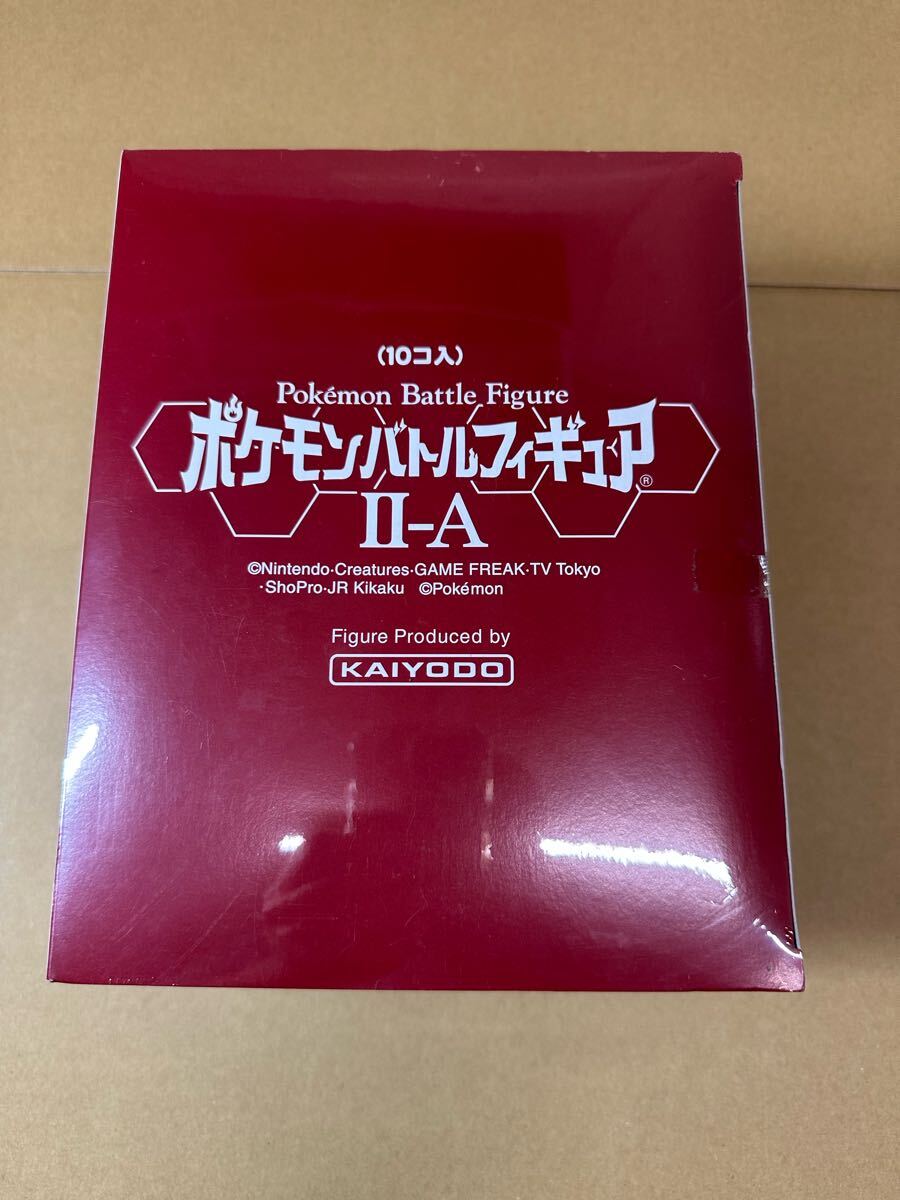 （10コ入）
Pokémon Battle Figure
ポケモンバトルフィギュア®
II-A
©Nintendo·Creatures·GAME FREAK·TV Tokyo
·ShoPro·JR Kikaku ©Pokémon
Figure Produced by
KAIYODO